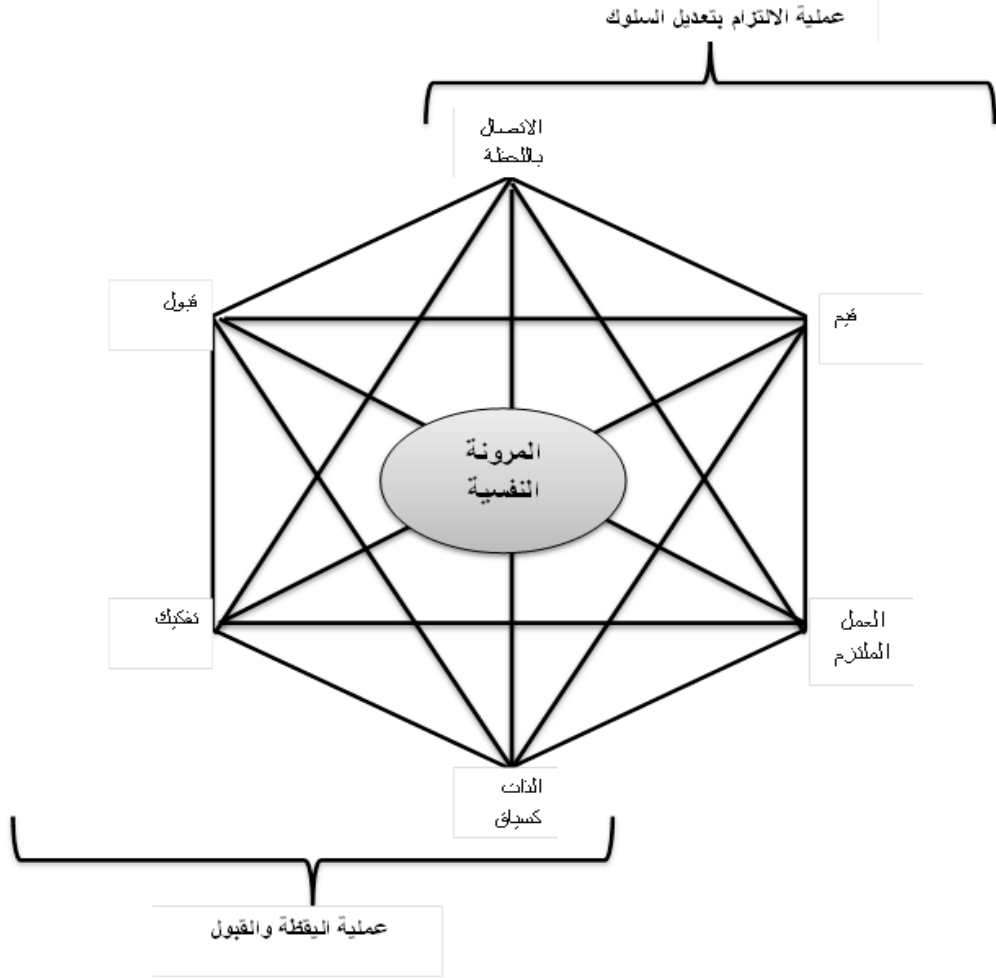 عملية الالتزام بتعديل السلوك
الاتصال
باللحظة
قبول
قيم
المرونة
النفسية
تفكيك
العمل
الملتزم
الذات
كسياق
عملية اليقظة والقبول